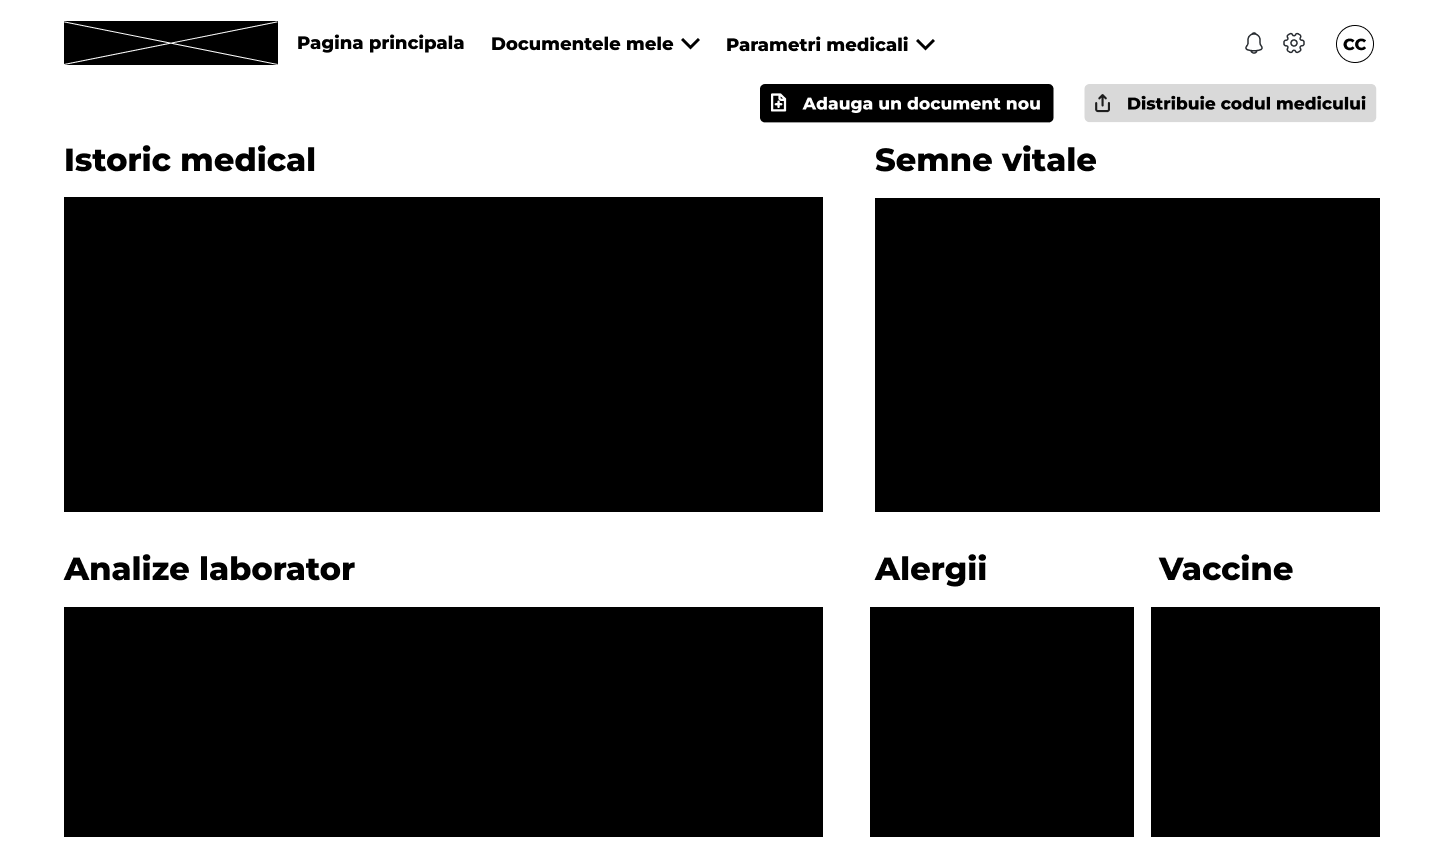 Pagina principala
Documentele mele
Parametri medicali
CC
Adauga un document nou
Distribuie codul medicului
Istoric medical
Semne vitale
Analize laborator
Alergii
Vaccine